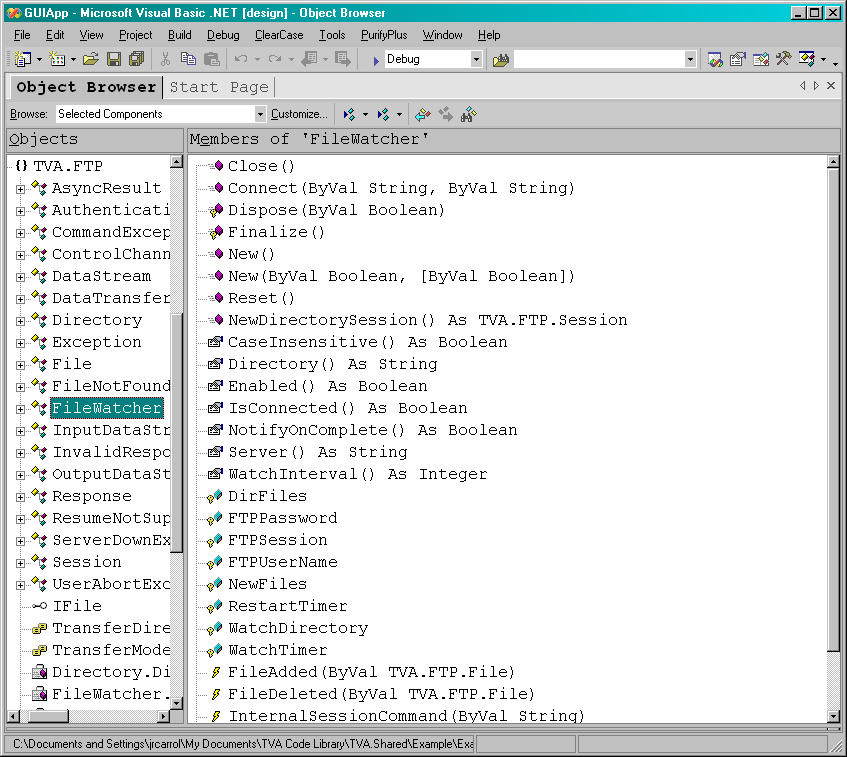 GUIApp - Microsoft Visual Basic .NET [design] - Object Browser
File Edit View Project Build Debug ClearCase Tools PurifyPlus Window Help
Debug
Object Browser Start Page
Browse: Selected Components Customize...
Objects
Members of 'FileWatcher'
{} TVA.FTP
AsyncResult
Authenticati
CommandExcep
ControlChann
DataStream
DataTransfer
Directory
Exception
File
FileNotFound
FileWatcher
InputDataStr
InvalidRespo
OutputDataSt
Response
ResumeNotSup
ServerDownEx
Session
UserAbortExc
IFile
TransferDire
TransferMode
Directory.Di
FileWatcher.
Close()
Connect(ByVal String, ByVal String)
Dispose(ByVal Boolean)
Finalize()
New()
New(ByVal Boolean, [ByVal Boolean])
Reset()
NewDirectorySession() As TVA.FTP.Session
CaseInsensitive() As Boolean
Directory() As String
Enabled() As Boolean
IsConnected() As Boolean
NotifyOnComplete() As Boolean
Server() As String
WatchInterval() As Integer
DirFiles
FTPPassword
FTPSession
FTPUserName
NewFiles
RestartTimer
WatchDirectory
WatchTimer
FileAdded(ByVal TVA.FTP.File)
FileDeleted(ByVal TVA.FTP.File)
InternalSessionCommand(ByVal String)
C:\Documents and Settings\jrcarrol\My Documents\TVA Code Library\TVA.Shared\Example\Exa